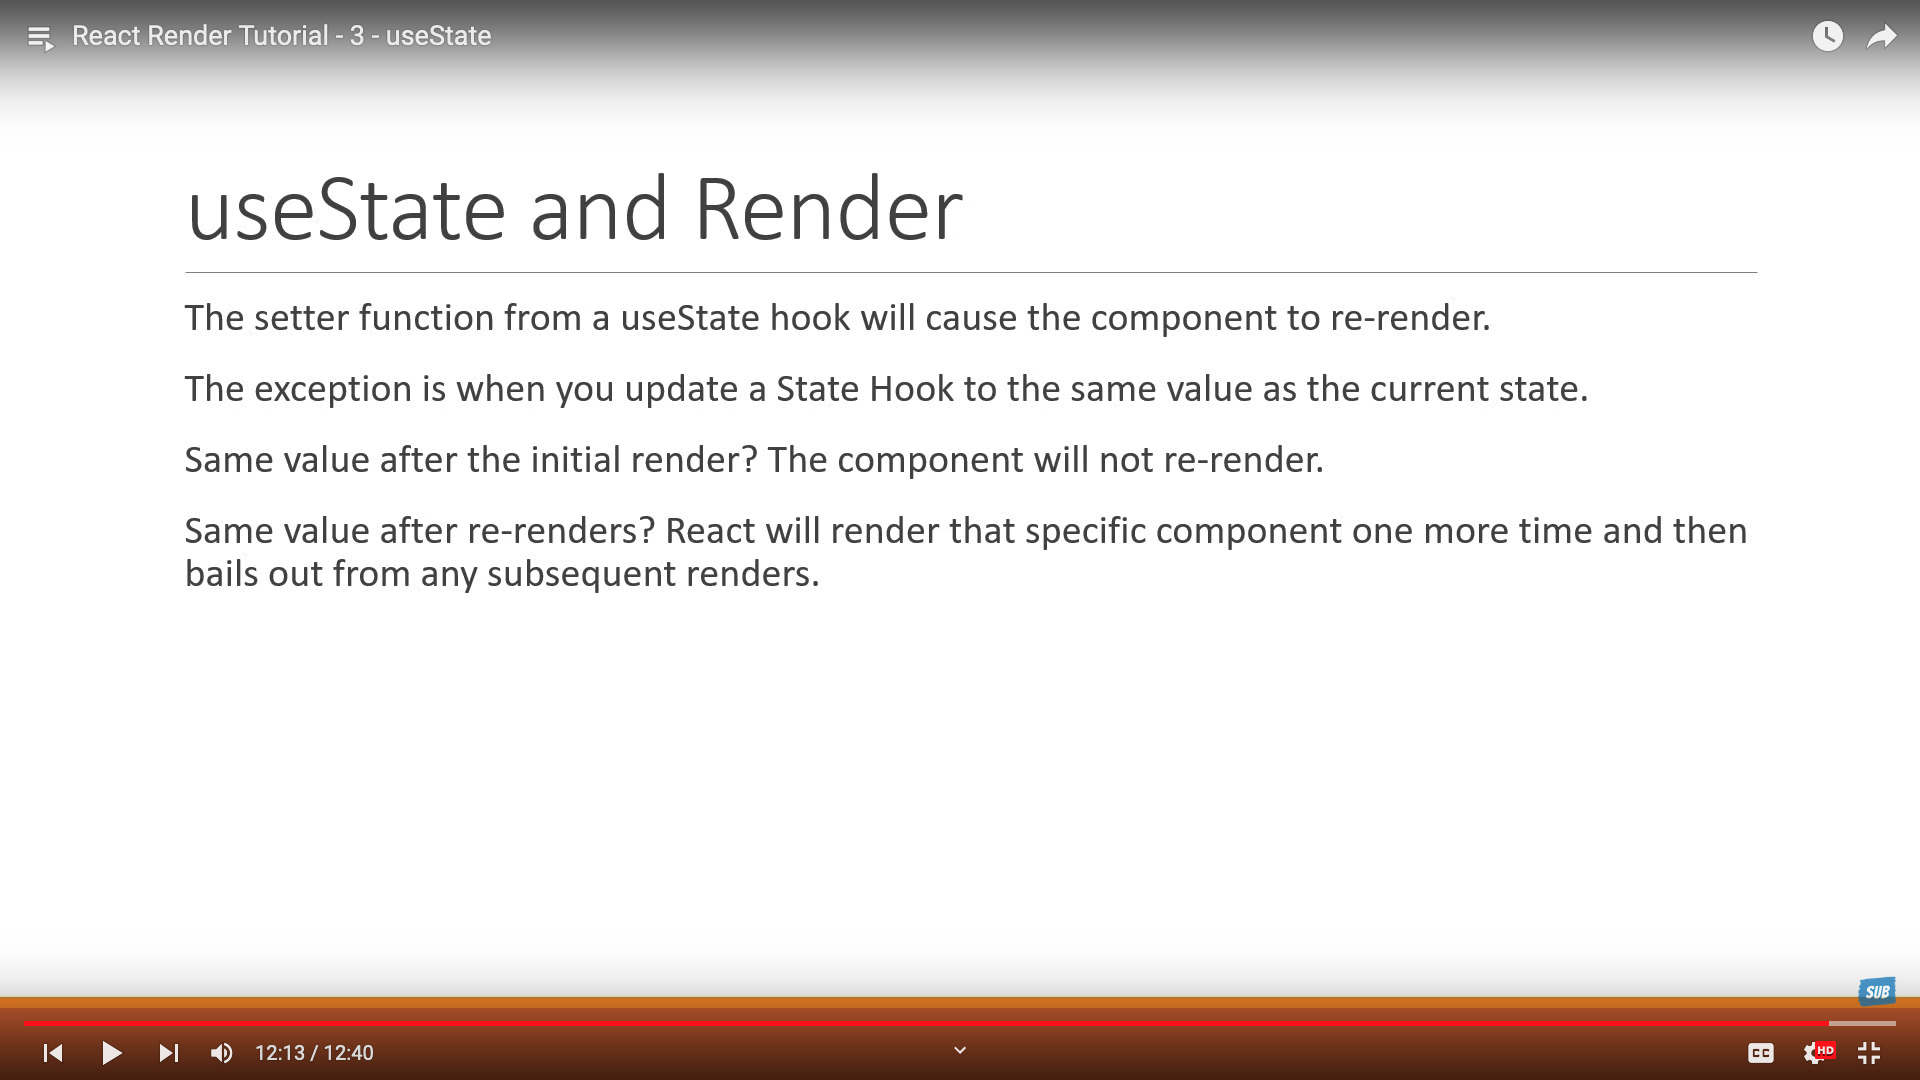 React Render Tutorial - 3 - useState
useState and Render
The setter function from a useState hook will cause the component to re-render.
The exception is when you update a State Hook to the same value as the current state.
Same value after the initial render? The component will not re-render.
Same value after re-renders? React will render that specific component one more time and then
bails out from any subsequent renders.
SUB
12:13 / 12:40
CC
HD